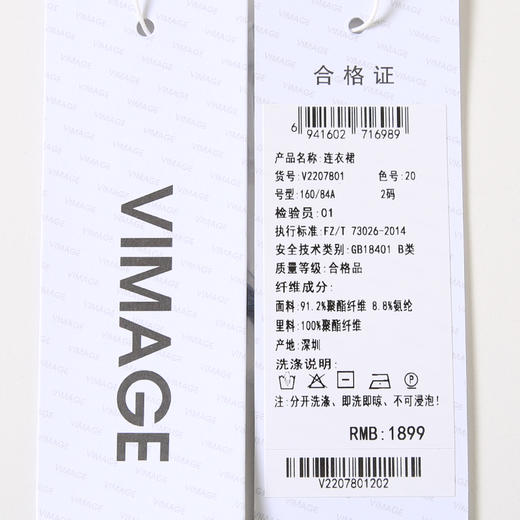 VIMAGE
合格证
6 941602 716989
产品名称:连衣裙
货号:V2207801 色号:20
号型:160/84A 2码
检验员:01
执行标准:FZ/T 73026-2014
安全技术类别:GB18401 B类
质量等级:合格品
纤维成分:
面料:91.2%聚酯纤维 8.8%氨纶
里料:100%聚酯纤维
产地:深圳
洗涤说明:
注:分开洗涤、即洗即晾、不可浸泡!
RMB:1899
V2207801202